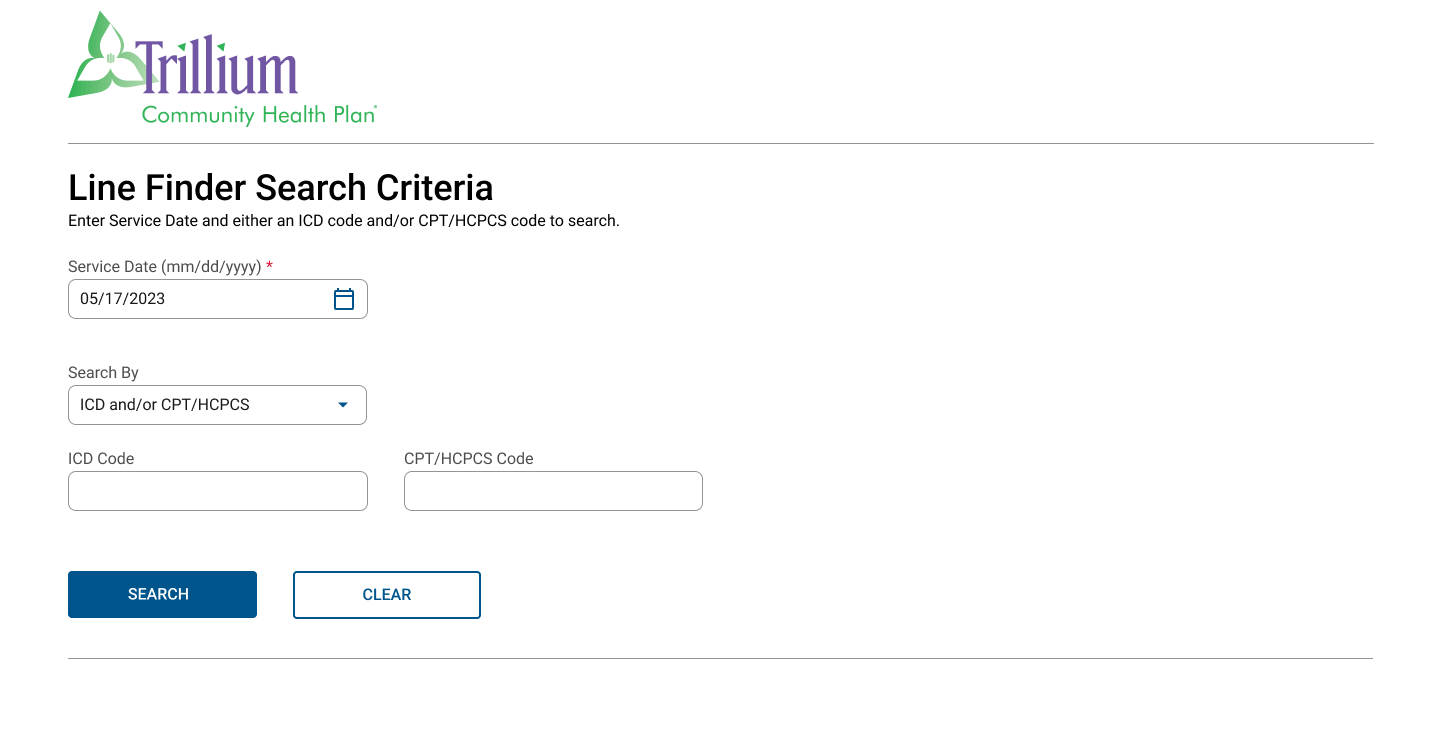 Trillium
Community Health Plan
Line Finder Search Criteria
Enter Service Date and either an ICD code and/or CPT/HCPCS code to search.
Service Date (mm/dd/yyyy) *
05/17/2023
Search By
ICD and/or CPT/HCPCS
ICD Code CPT/HCPCS Code
SEARCH CLEAR